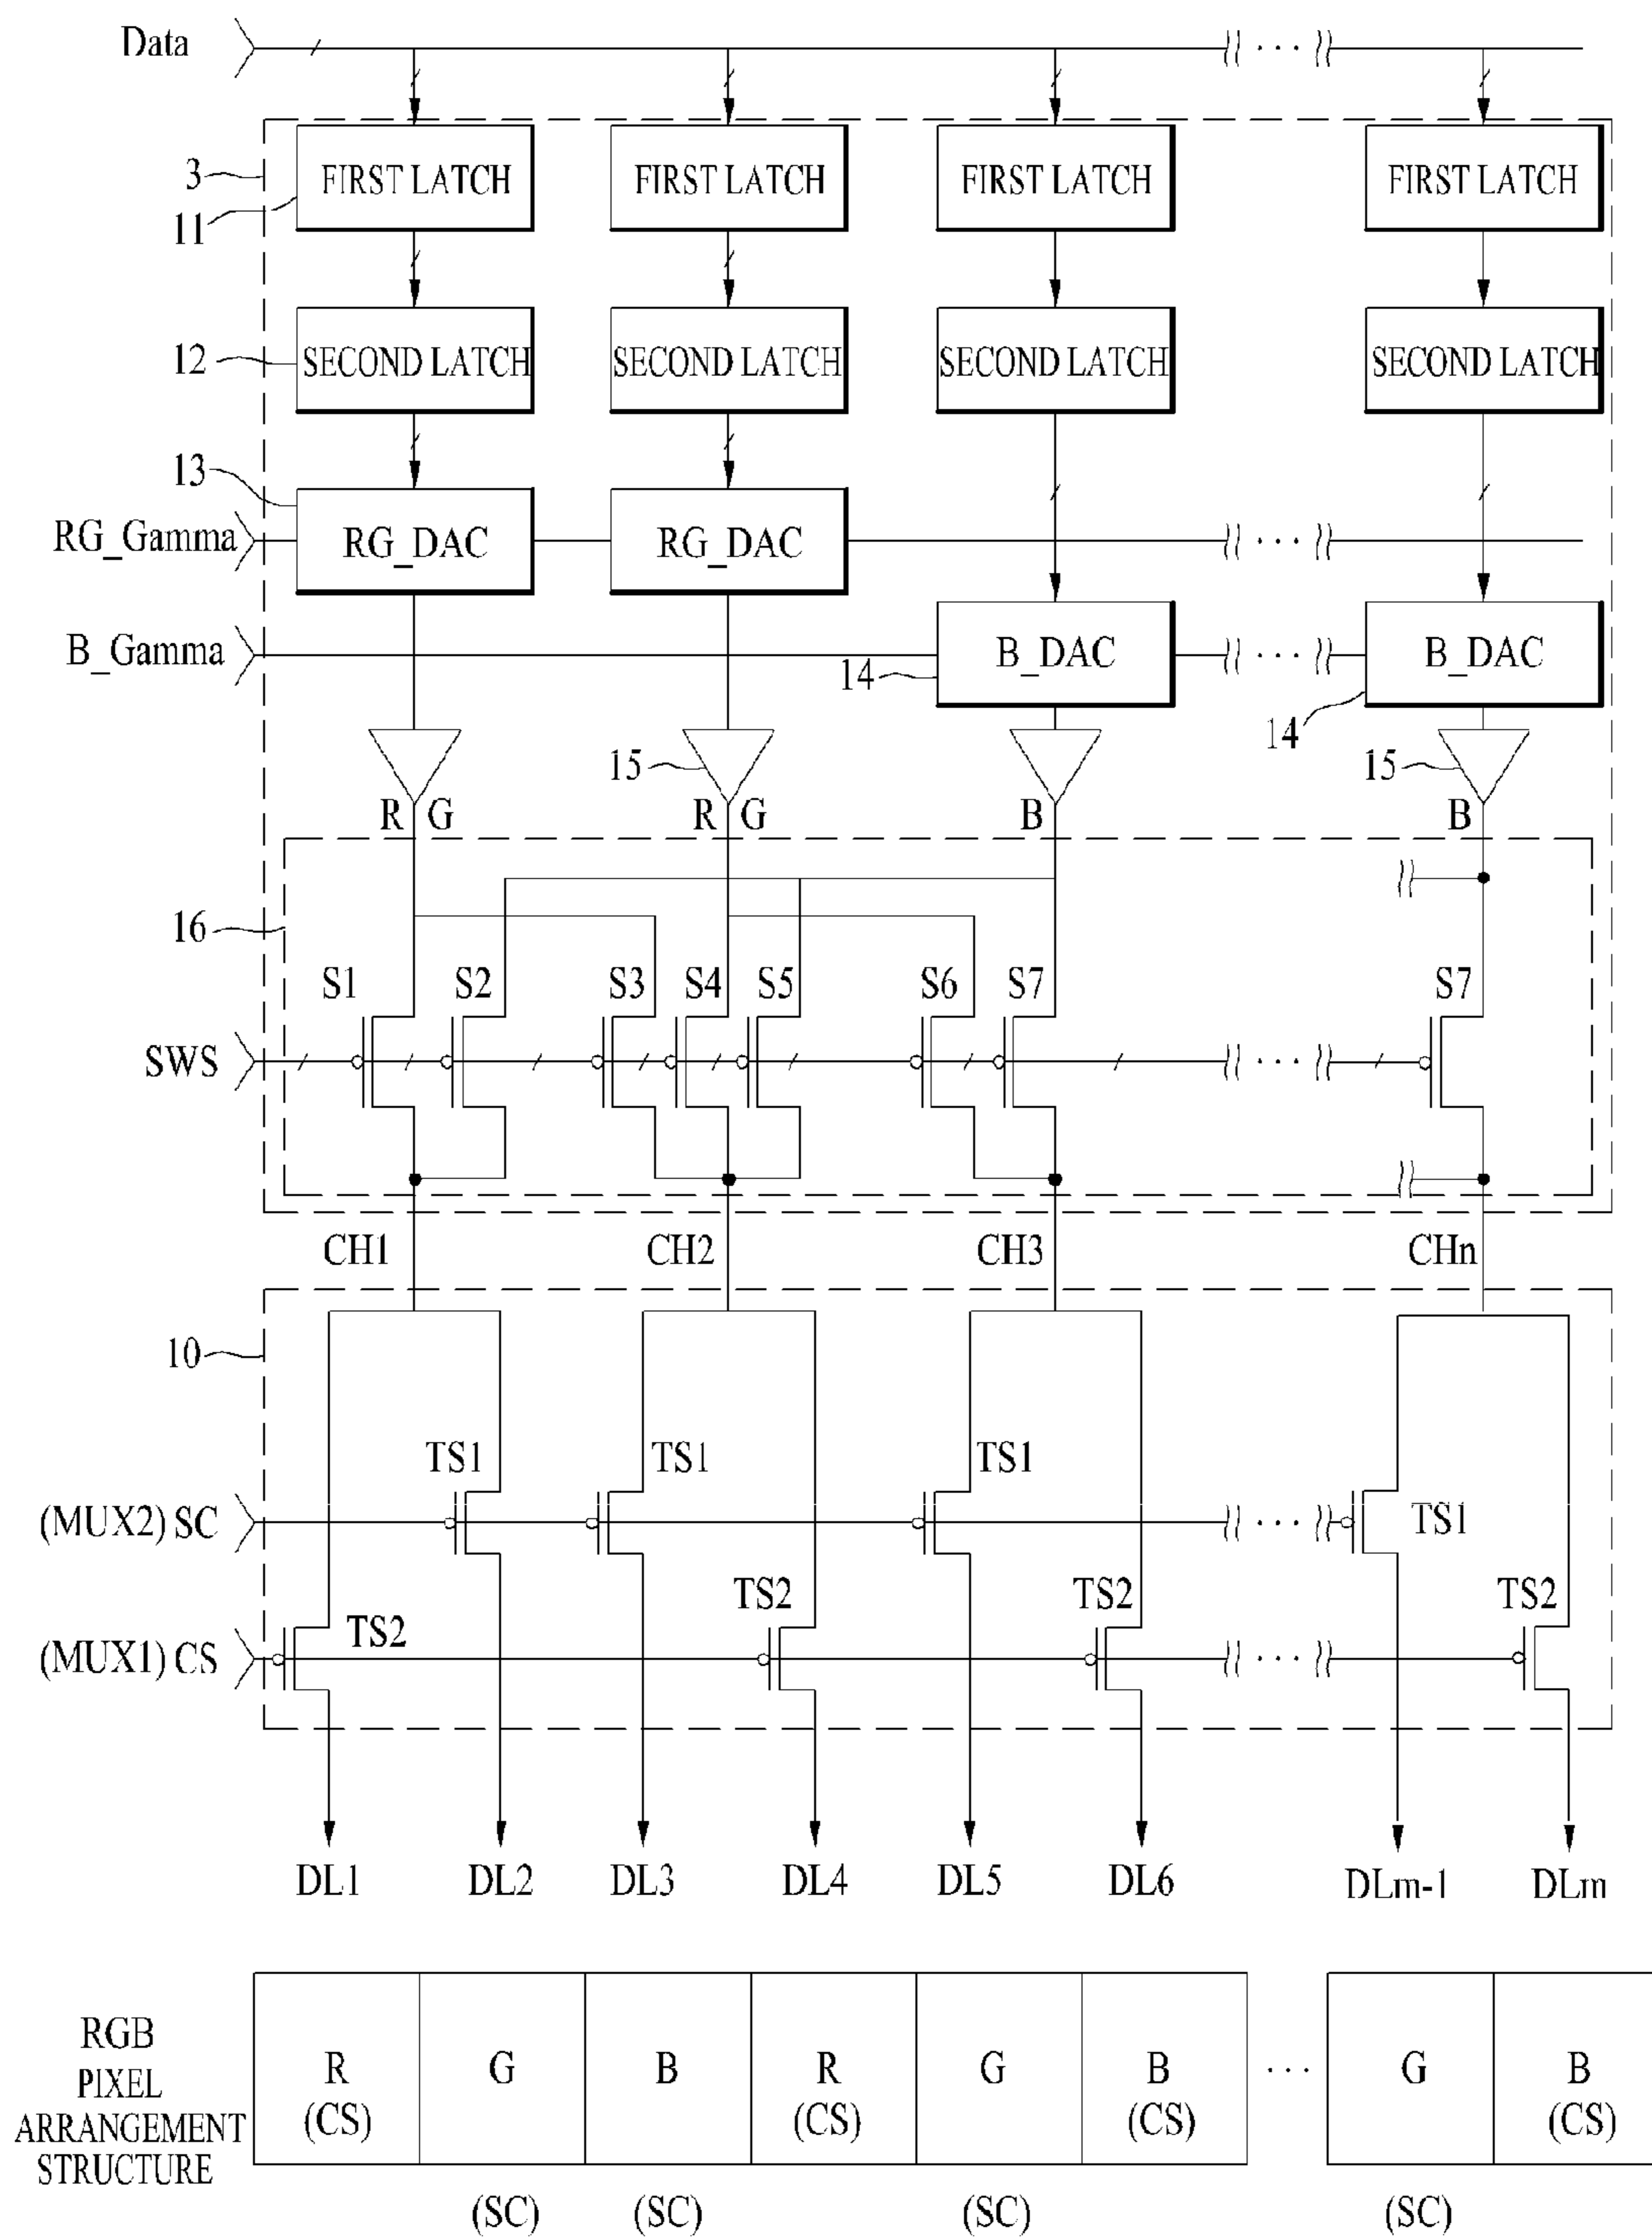 Data
3
FIRST LATCH FIRST LATCH FIRST LATCH FIRST LATCH
11
12
SECOND LATCH SECOND LATCH SECOND LATCH SECOND LATCH
13
RG_Gamma
RG_DAC RG_DAC
B_Gamma
B_DAC B_DAC
14
14
15 15
R G R G B B
16
S1 S2 S3 S4 S5 S6 S7 S7
SWS
CH1 CH2 CH3 CHn
10
TS1 TS1 TS1
(MUX2) SC
TS1
TS2 TS2 TS2
TS2
(MUX1) CS
DL1 DL2 DL3 DL4 DL5 DL6 DLm-1 DLm
RGB
PIXEL
ARRANGEMENT
STRUCTURE
R G B R G B ··· G B
(CS) (CS) (CS) (CS)
(SC) (SC) (SC) (SC)